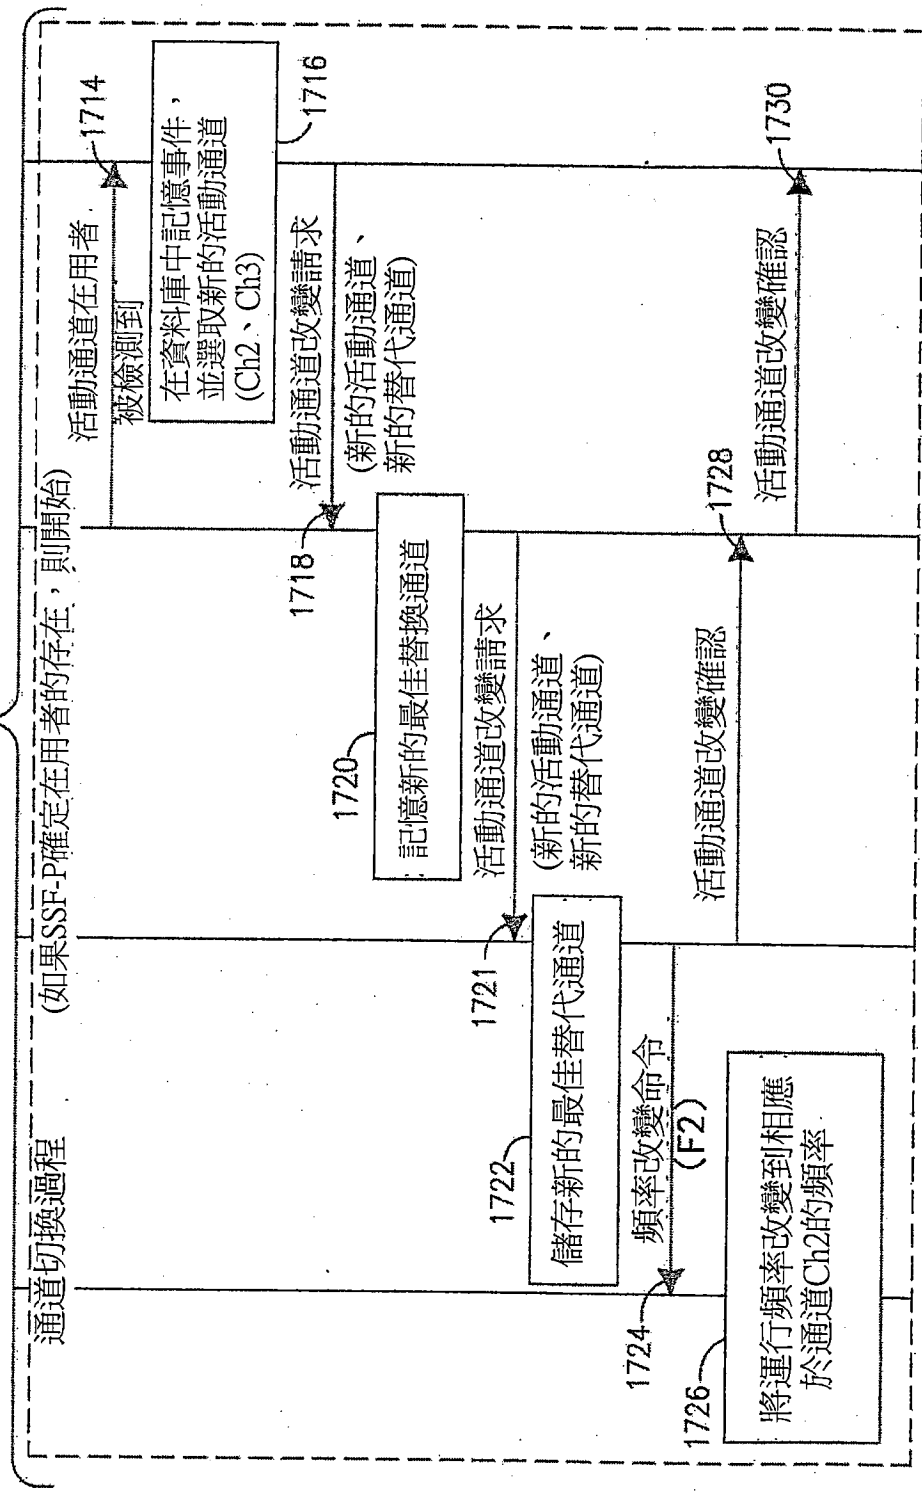 通道切換過程
(如果SSF-P確定在用者的存在，則開始)
活動通道在用者
被檢測到
1714
在資料庫中記憶事件，
並選取新的活動通道
(Ch2、Ch3)
1716
活動通道改變請求
(新的活動通道、
新的替代通道)
1718
1720
記憶新的最佳替換通道
活動通道改變請求
(新的活動通道、
新的替代通道)
1721
1722
儲存新的最佳替代通道
頻率改變命令
(F2)
1724
1726
將運行頻率改變到相應
於通道Ch2的頻率
活動通道改變確認
1728
活動通道改變確認
1730